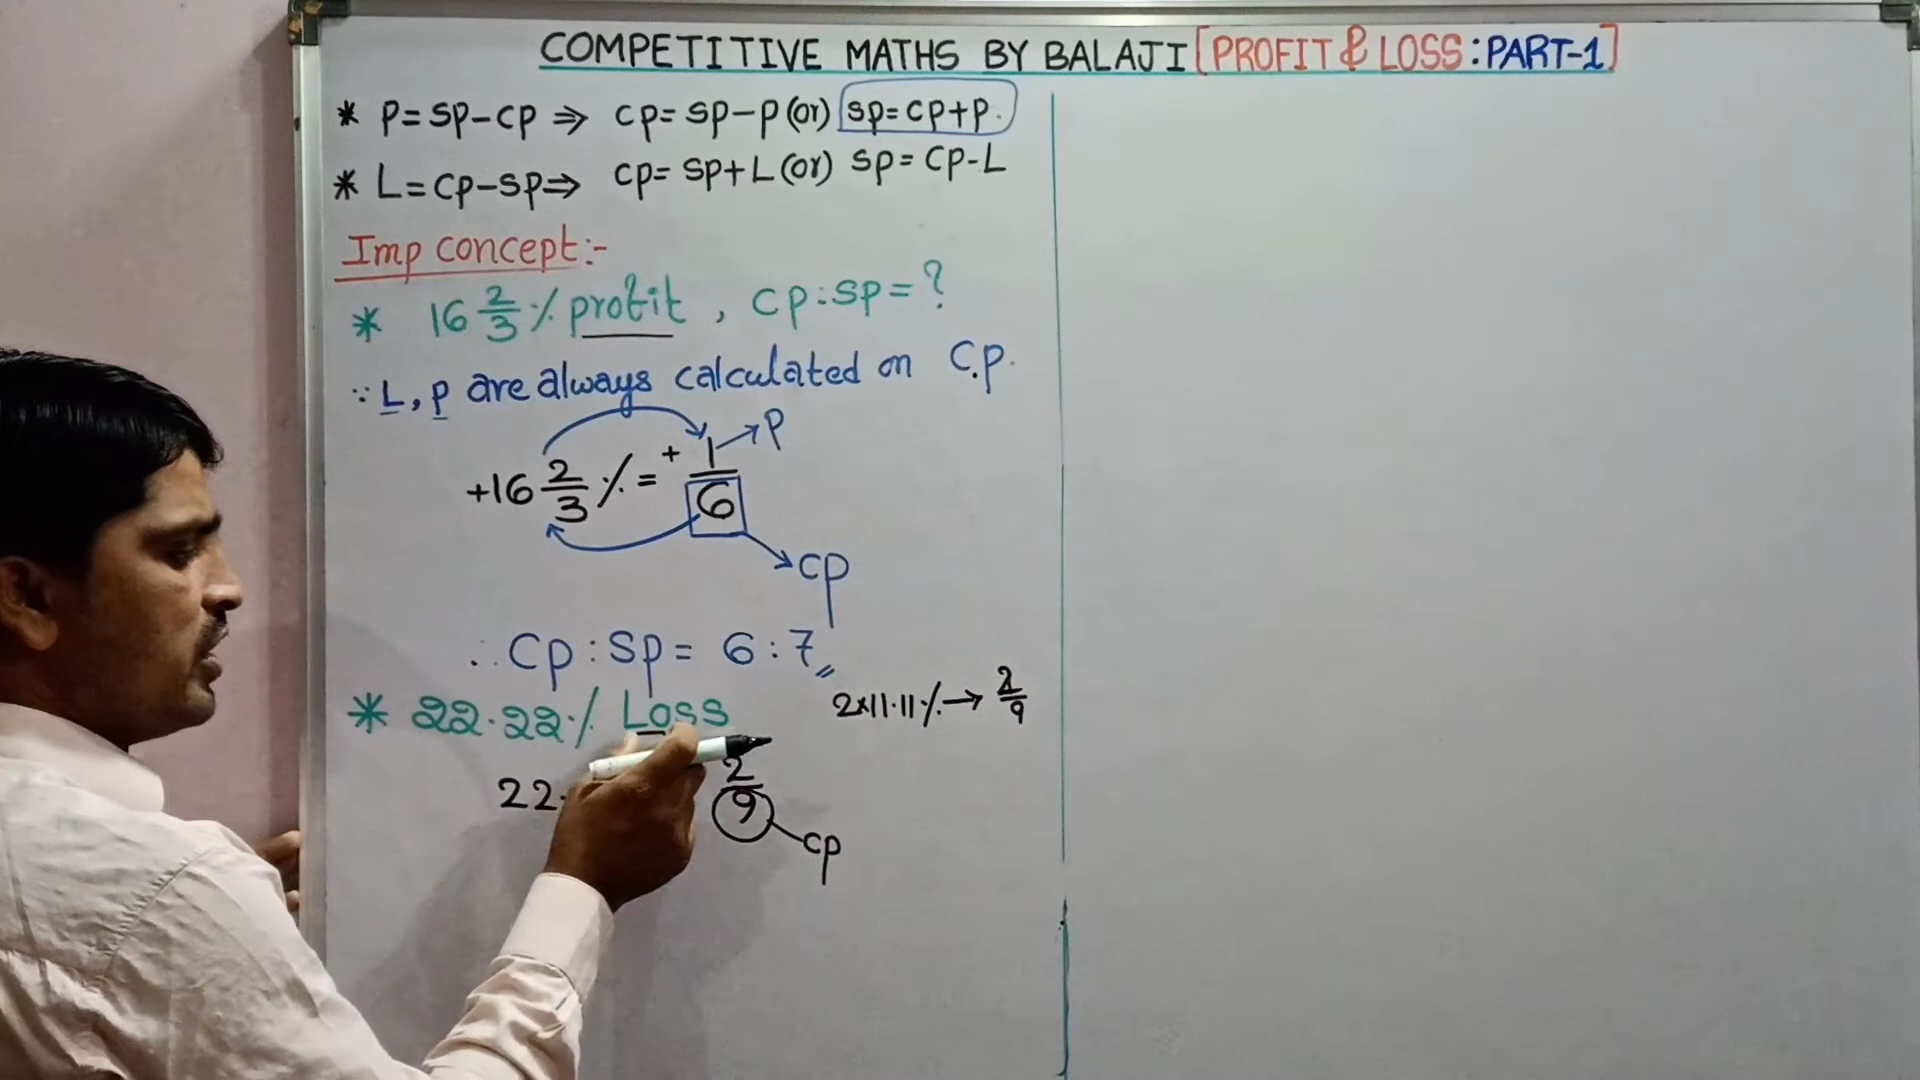 COMPETITIVE MATHS BY BALAJI [PROFIT & LOSS : PART-1]
* P = SP - CP ⇒ CP = SP - P (or) SP = CP + P.
* L = CP - SP ⇒ CP = SP + L (or) SP = CP - L
Imp concept :-
* 16 2/3 % profit , CP : SP = ?
∵ L, P are always calculated on C.P.
+16 2/3 % = + 1/6
P
CP
∴ CP : SP = 6 : 7
* 22.22 % Loss
2×11.11 % → 2/9
22. 2/9
CP